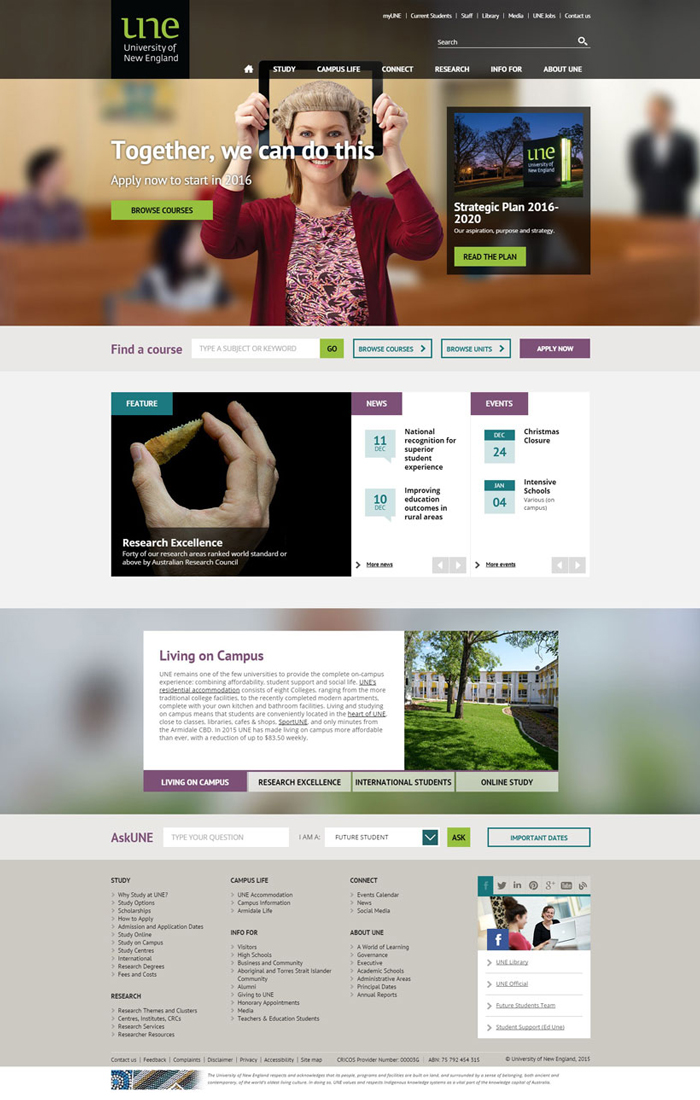 une
University of
New England
myUNE | Current Students | Staff | Library | Media | UNE Jobs | Contact us
Search
STUDY CAMPUS LIFE CONNECT RESEARCH INFO FOR ABOUT UNE
Together, we can do this
Apply now to start in 2016
BROWSE COURSES
une
University of
New England
Strategic Plan 2016-
2020
Our aspiration, purpose and strategy.
READ THE PLAN
Find a course TYPE A SUBJECT OR KEYWORD GO BROWSE COURSES BROWSE UNITS APPLY NOW
FEATURE
Research Excellence
Forty of our research areas ranked world standard or
above by Australian Research Council
NEWS
11
DEC
National
recognition for
superior
student
experience
10
DEC
Improving
education
outcomes in
rural areas
More news
EVENTS
DEC
24
Christmas
Closure
JAN
04
Intensive
Schools
Various (on
campus)
More events
Living on Campus
UNE remains one of the few universities to provide the complete on-campus
experience: combining affordability, student support and social life. UNE's
residential accommodation consists of eight Colleges, ranging from the more
traditional college facilities, to the recently completed modern apartments,
complete with your own kitchen and bathroom facilities. Living and studying
on campus means that students are conveniently located in the heart of UNE,
close to classes, libraries, cafes & shops, SportUNE, and only minutes from
the Armidale CBD. In 2015 UNE has made living on campus more affordable
than ever, with a reduction of up to $83.50 weekly.
LIVING ON CAMPUS RESEARCH EXCELLENCE INTERNATIONAL STUDENTS ONLINE STUDY
AskUNE TYPE YOUR QUESTION I AM A: FUTURE STUDENT ASK IMPORTANT DATES
STUDY
Why Study at UNE?
Study Options
Scholarships
How to Apply
Admission and Application Dates
Study Online
Study on Campus
Study Centres
International
Research Degrees
Fees and Costs
RESEARCH
Research Themes and Clusters
Centres, Institutes, CRCs
Research Services
Researcher Resources
CAMPUS LIFE
UNE Accommodation
Campus Information
Armidale Life
INFO FOR
Visitors
High Schools
Business and Community
Aboriginal and Torres Strait Islander
Community
Alumni
Giving to UNE
Honorary Appointments
Media
Teachers & Education Students
CONNECT
Events Calendar
News
Social Media
ABOUT UNE
A World of Learning
Governance
Executive
Academic Schools
Administrative Areas
Principal Dates
Annual Reports
UNE Library
UNE Official
Future Students Team
Student Support (Ed Une)
Contact us | Feedback | Complaints | Disclaimer | Privacy | Accessibility | Site map CRICOS Provider Number: 00003G | ABN: 75 792 454 315 © University of New England, 2015
The University of New England respects and acknowledges that its people, programs and facilities are built on land, and surrounded by a sense of belonging, both ancient and
contemporary, of the world's oldest living culture. In doing so, UNE values and respects Indigenous knowledge systems as a vital part of the knowledge capital of Australia.